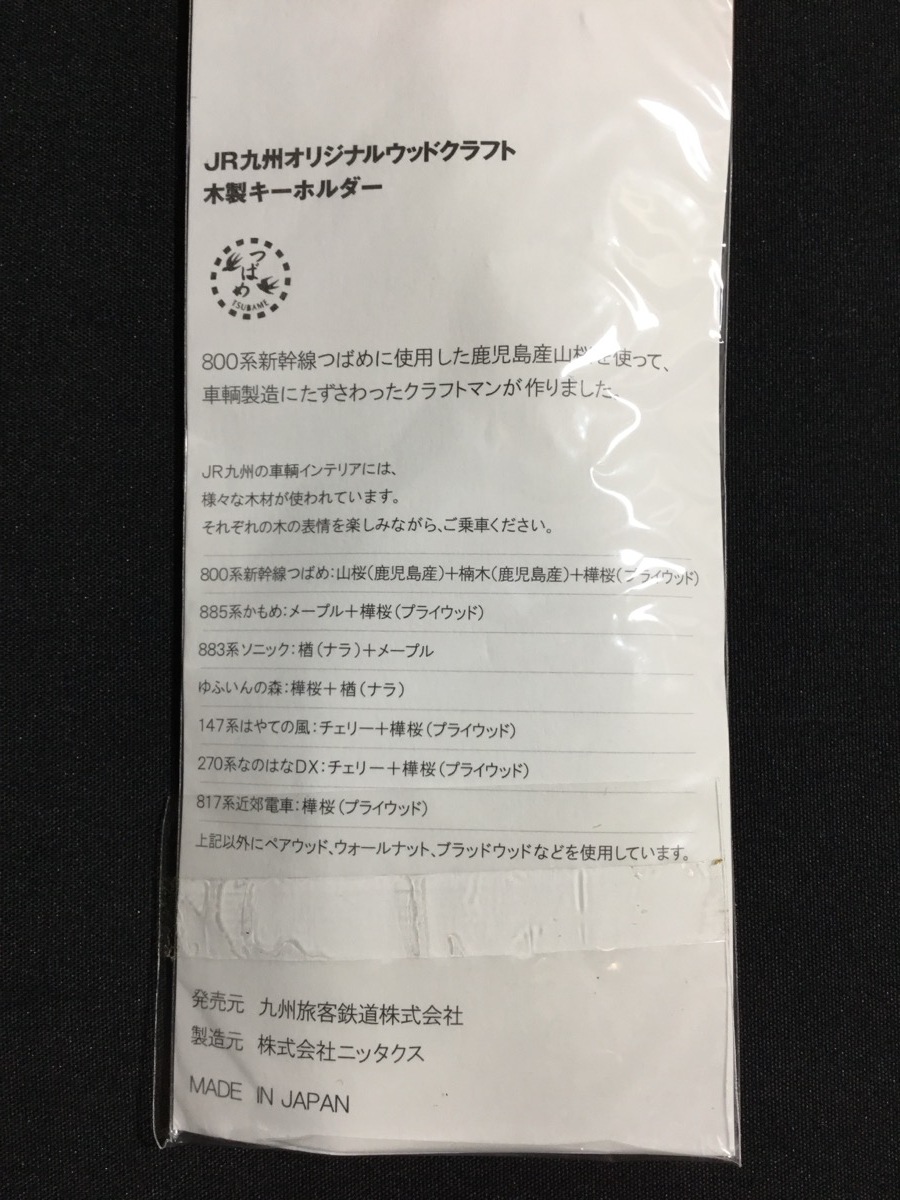 JR九州オリジナルウッドクラフト
木製キーホルダー
つばめ
TSUBAME
800系新幹線つばめに使用した鹿児島産山桜を使って、
車輌製造にたずさわったクラフトマンが作りました。
JR九州の車輌インテリアには、
様々な木材が使われています。
それぞれの木の表情を楽しみながら、ご乗車ください。
800系新幹線つばめ:山桜(鹿児島産)+楠木(鹿児島産)+樺桜(プライウッド)
885系かもめ:メープル+樺桜(プライウッド)
883系ソニック:楢(ナラ)+メープル
ゆふいんの森:樺桜+楢(ナラ)
147系はやての風:チェリー+樺桜(プライウッド)
270系なのはなDX:チェリー+樺桜(プライウッド)
817系近郊電車:樺桜(プライウッド)
上記以外にペアウッド、ウォールナット、ブラッドウッドなどを使用しています。
発売元 九州旅客鉄道株式会社
製造元 株式会社ニッタクス
MADE IN JAPAN